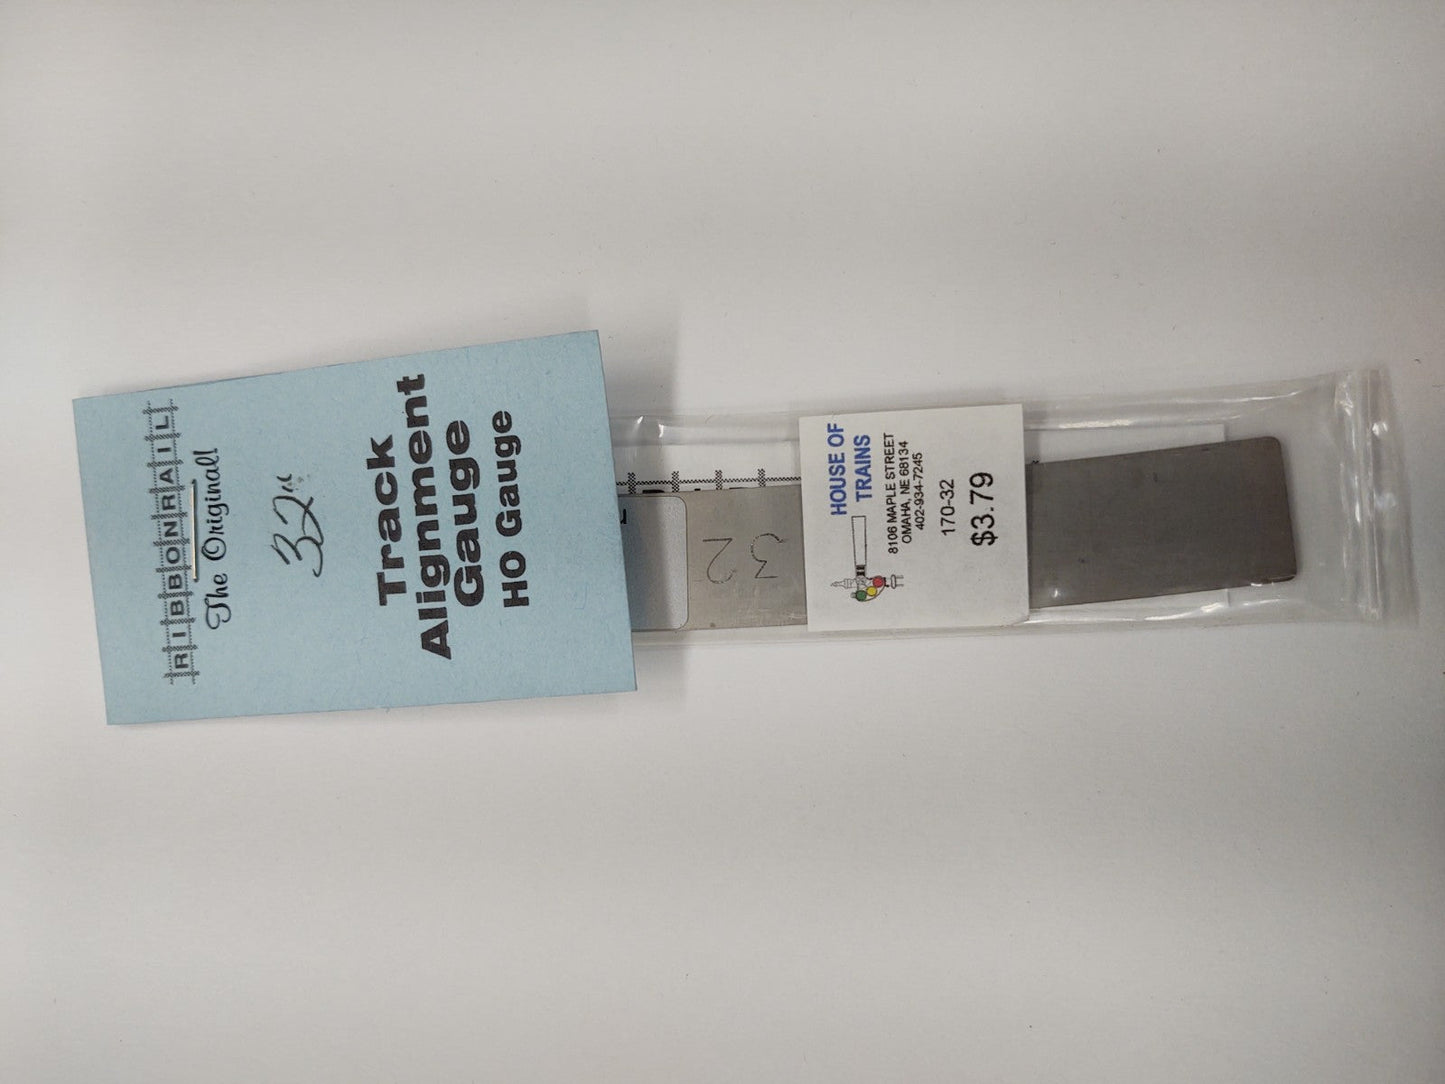 RIBBONRAIL
The Original!
32"
Track
Alignment
Gauge
HO Gauge
32
HOUSE OF
TRAINS
8106 MAPLE STREET
OMAHA, NE 68134
402-934-7245
170-32
$3.79